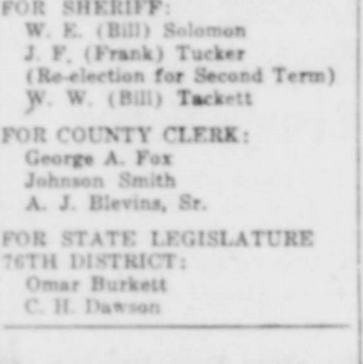 FOR SHERIFF:
W. E. (Bill) Solomon
J. F. (Frank) Tucker
(Re-election for Second Term)
W. W. (Bill) Tackett
FOR COUNTY CLERK:
George A. Fox
Johnson Smith
A. J. Blevins, Sr.
FOR STATE LEGISLATURE
76TH DISTRICT:
Omar Burkett
C. H. Dawson